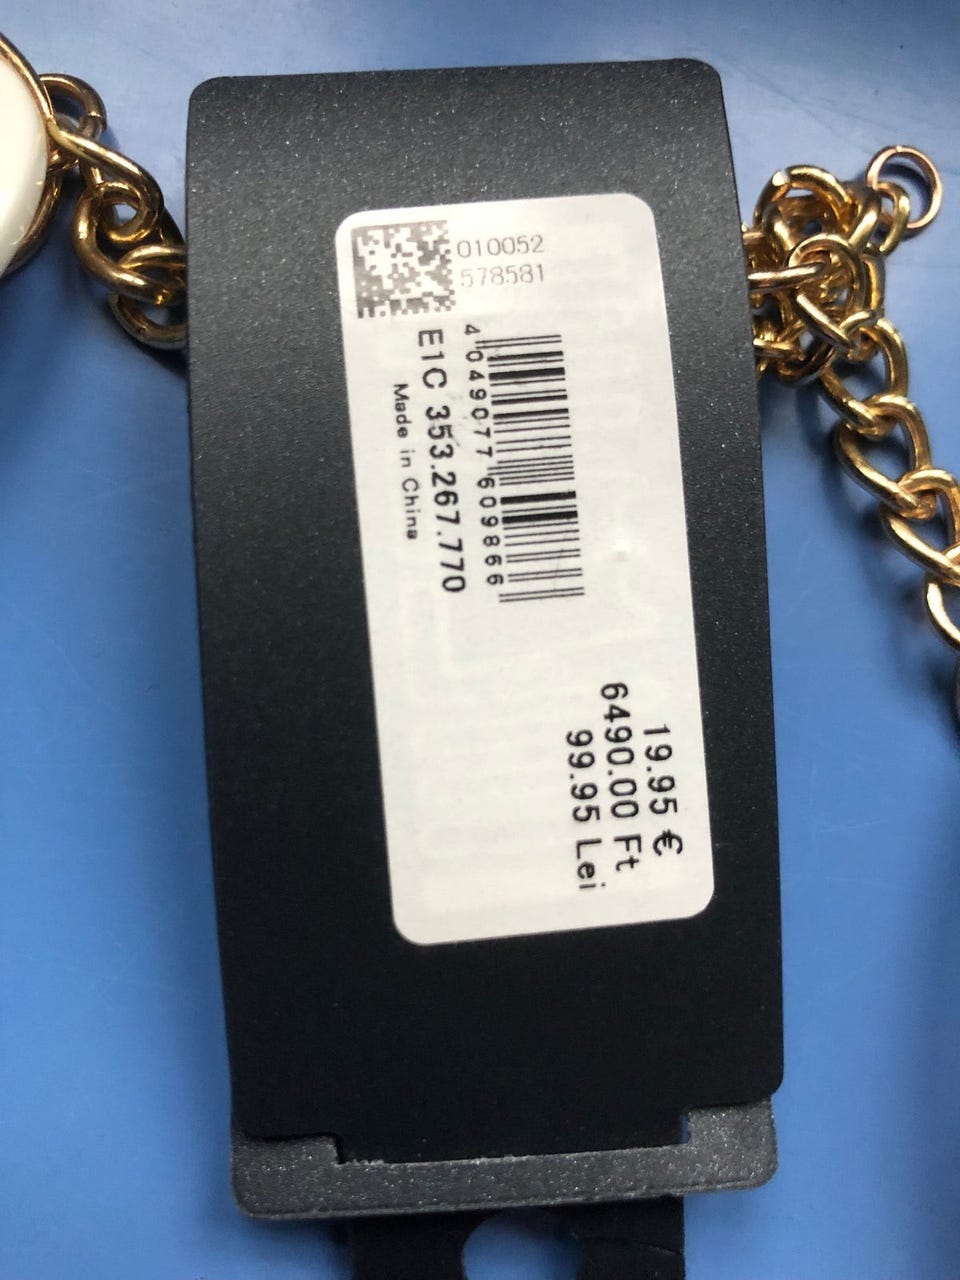 010052
578581
4 049077 609866
E1C 353.267.770
Made in China
19.95 €
6490.00 Ft
99.95 Lei